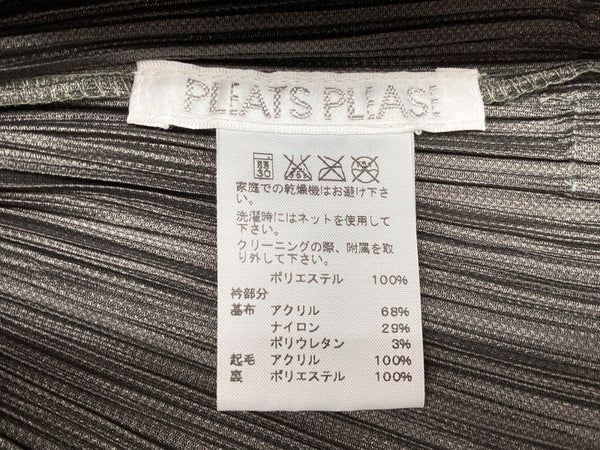 PLEATS PLEASE
家庭での乾燥機はお避け下さ
い。
洗濯時にはネットを使用して
下さい。
クリーニングの際、附属を取
り外して下さい。
ポリエステル 100%
衿部分
基布 アクリル 68%
ナイロン 29%
ポリウレタン 3%
起毛 アクリル 100%
裏 ポリエステル 100%